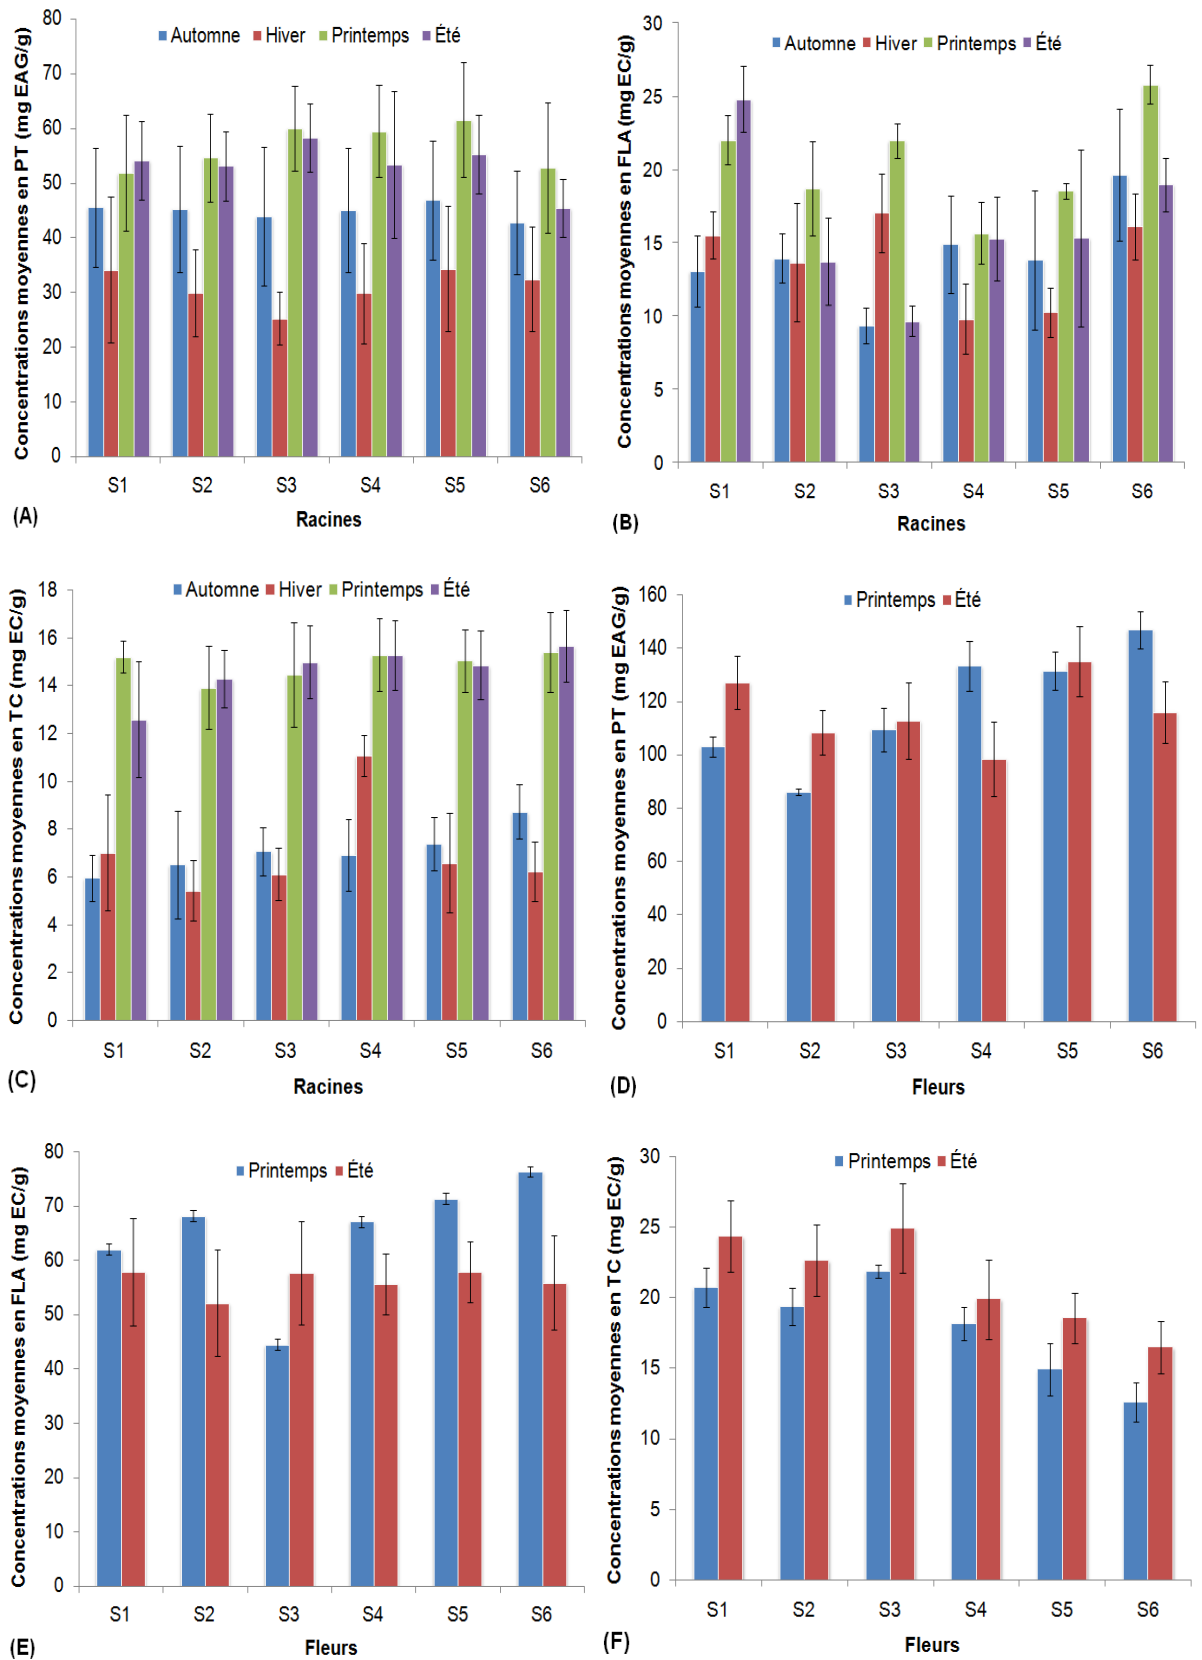 Concentrations moyennes en PT (mg EAG/g)
80
70
60
50
40
30
20
10
0
Automne Hiver Printemps Été
S1 S2 S3 S4 S5 S6
Racines
(A)
Concentrations moyennes en FLA (mg EC/g)
30
25
20
15
10
5
0
Automne Hiver Printemps Été
S1 S2 S3 S4 S5 S6
Racines
(B)
Concentrations moyennes en TC (mg EC/g)
18
16
14
12
10
8
6
4
2
0
Automne Hiver Printemps Été
S1 S2 S3 S4 S5 S6
Racines
(C)
Concentrations moyennes en PT (mg EAG/g)
160
140
120
100
80
60
40
20
0
Printemps Été
S1 S2 S3 S4 S5 S6
Fleurs
(D)
Concentrations moyennes en FLA (mg EC/g)
80
70
60
50
40
30
20
10
0
Printemps Été
S1 S2 S3 S4 S5 S6
Fleurs
(E)
Concentrations moyennes en TC (mg EC/g)
30
25
20
15
10
5
0
Printemps Été
S1 S2 S3 S4 S5 S6
Fleurs
(F)